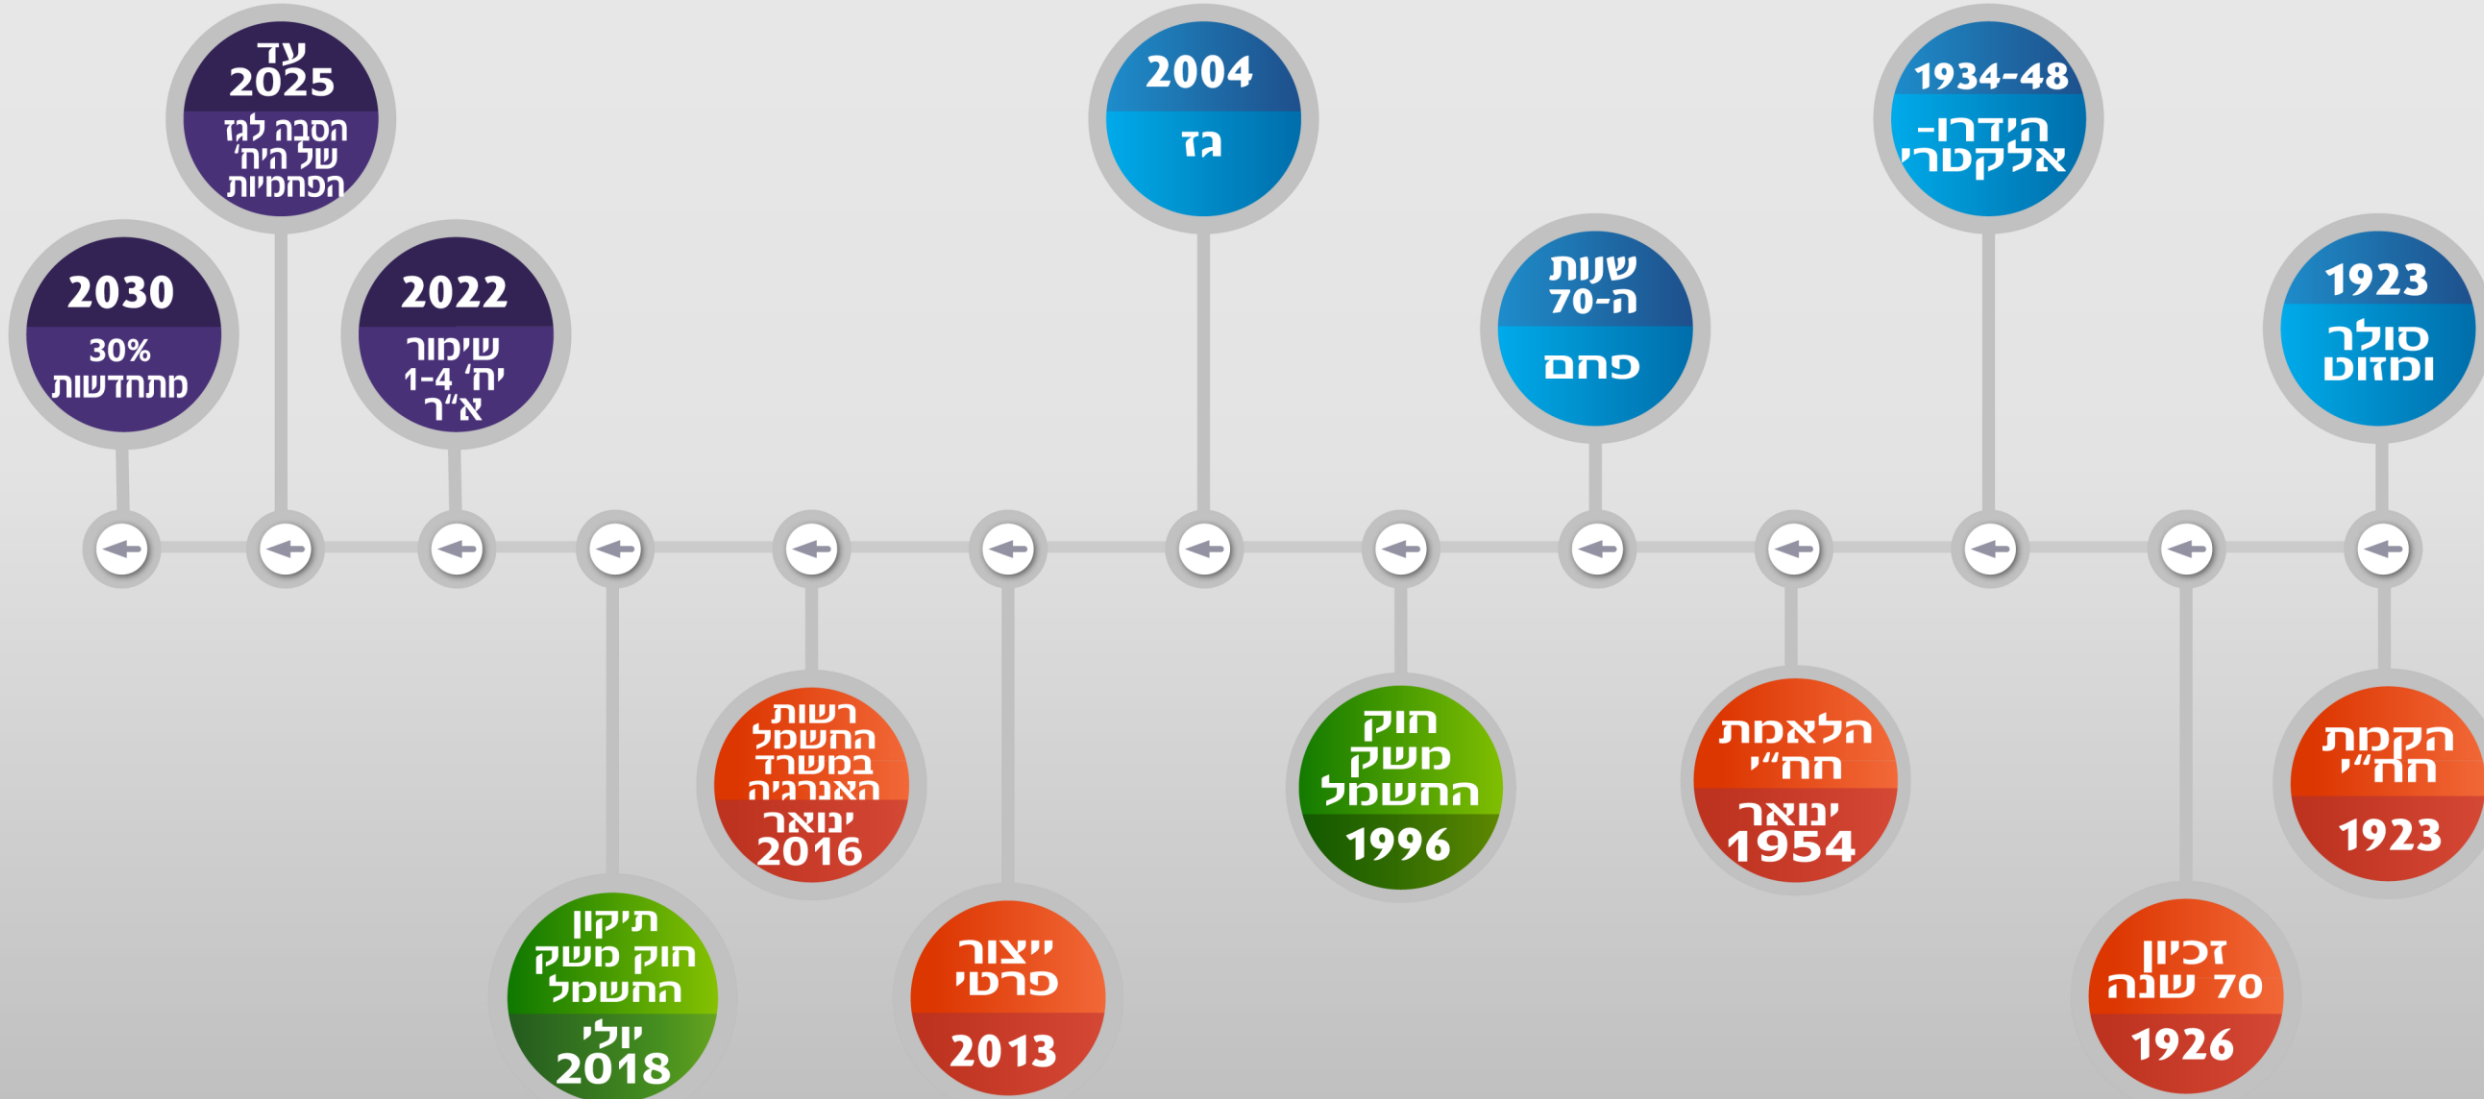 1923
סולר
ומזוט
הקמת
חח"י
1923
זכיון
70 שנה
1926
1934-48
הידרו-
אלקטרי
הלאמת
חח"י
ינואר
1954
שנות
ה-70
פחם
חוק
משק
החשמל
1996
2004
גז
ייצור
פרטי
2013
רשות
החשמל
במשרד
האנרגיה
ינואר
2016
תיקון
חוק משק
החשמל
יולי
2018
2022
שימור
יח' 1-4
א"ר
עד
2025
הסבה לגז
של היח'
הפחמיות
2030
30%
מתחדשות